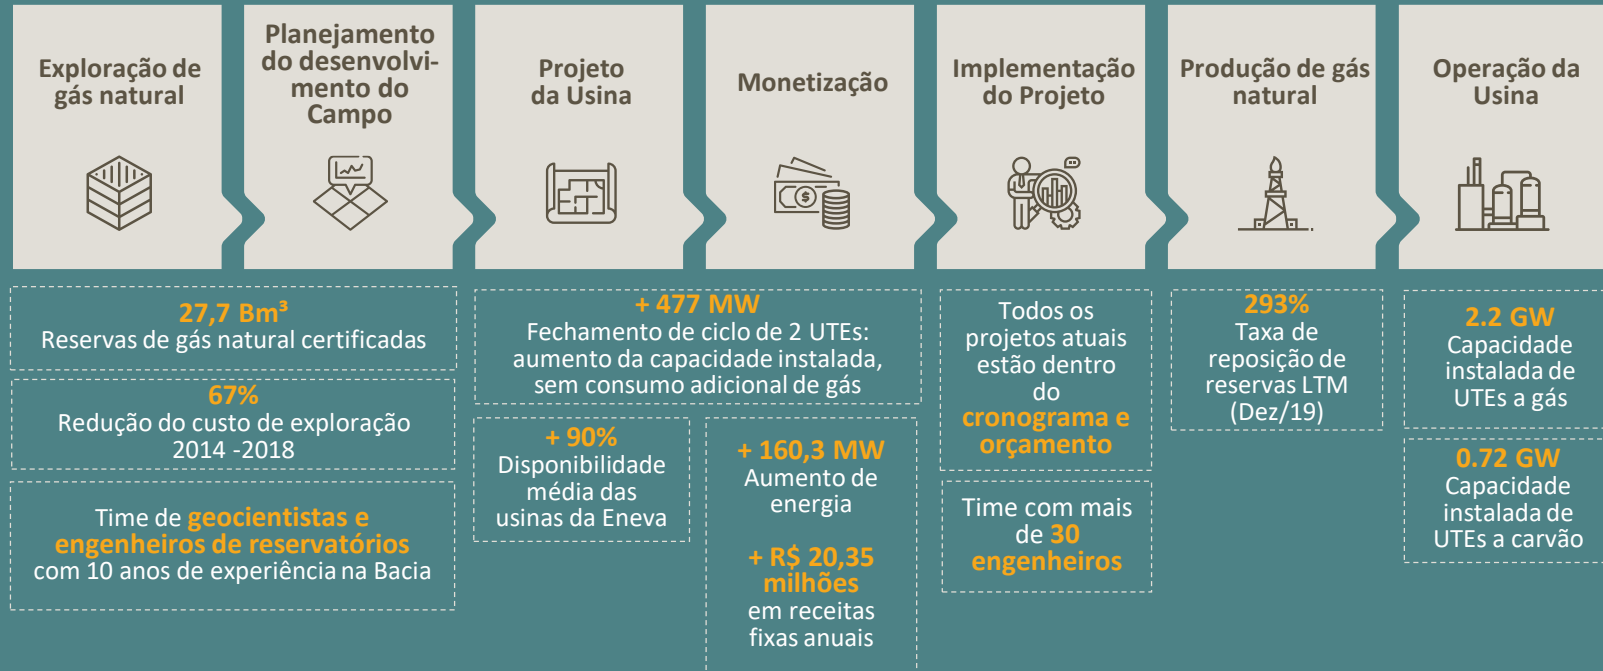 Exploração de
gás natural
Planejamento
do desenvolvi-
mento do
Campo
Projeto
da Usina
Monetização
Implementação
do Projeto
Produção de gás
natural
Operação da
Usina
27,7 Bm³
Reservas de gás natural certificadas
67%
Redução do custo de exploração
2014 -2018
Time de geocientistas e
engenheiros de reservatórios
com 10 anos de experiência na Bacia
+ 477 MW
Fechamento de ciclo de 2 UTEs:
aumento da capacidade instalada,
sem consumo adicional de gás
+ 90%
Disponibilidade
média das
usinas da Eneva
+ 160,3 MW
Aumento de
energia
+ R$ 20,35
milhões
em receitas
fixas anuais
Todos os
projetos atuais
estão dentro
do
cronograma e
orçamento
Time com mais
de 30
engenheiros
293%
Taxa de
reposição de
reservas LTM
(Dez/19)
2.2 GW
Capacidade
instalada de
UTEs a gás
0.72 GW
Capacidade
instalada de
UTEs a carvão